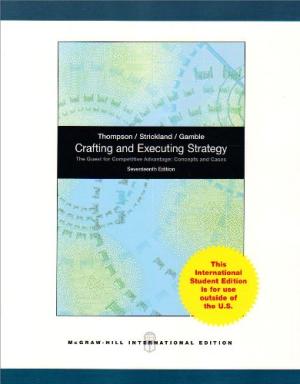 Thompson / Strickland / Gamble
Crafting and Executing Strategy
The Quest for Competitive Advantage: Concepts and Cases
Seventeenth Edition
This
International
Student Edition
is for use
outside of
the U.S.
McGRAW-HILL INTERNATIONAL EDITION